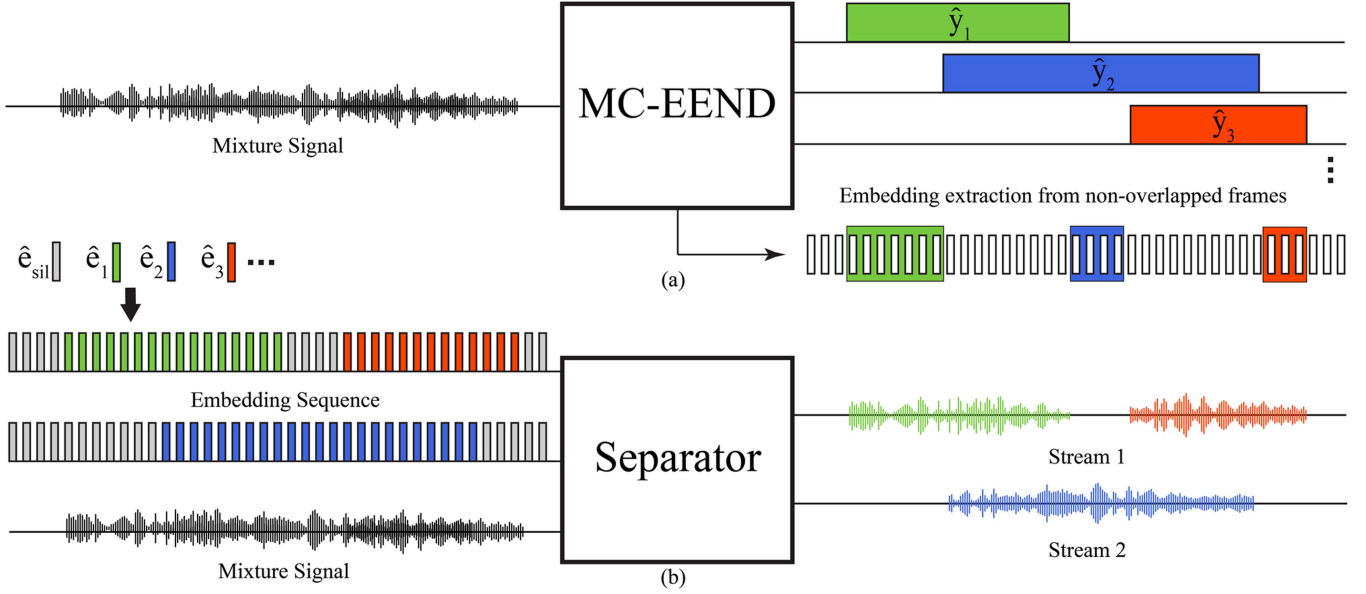 ŷ₁
MC-EEND
ŷ₂
Mixture Signal
ŷ₃
Embedding extraction from non-overlapped frames
ê_sil ê₁ ê₂ ê₃ ...
(a)
Embedding Sequence
Separator
Stream 1
Stream 2
Mixture Signal
(b)